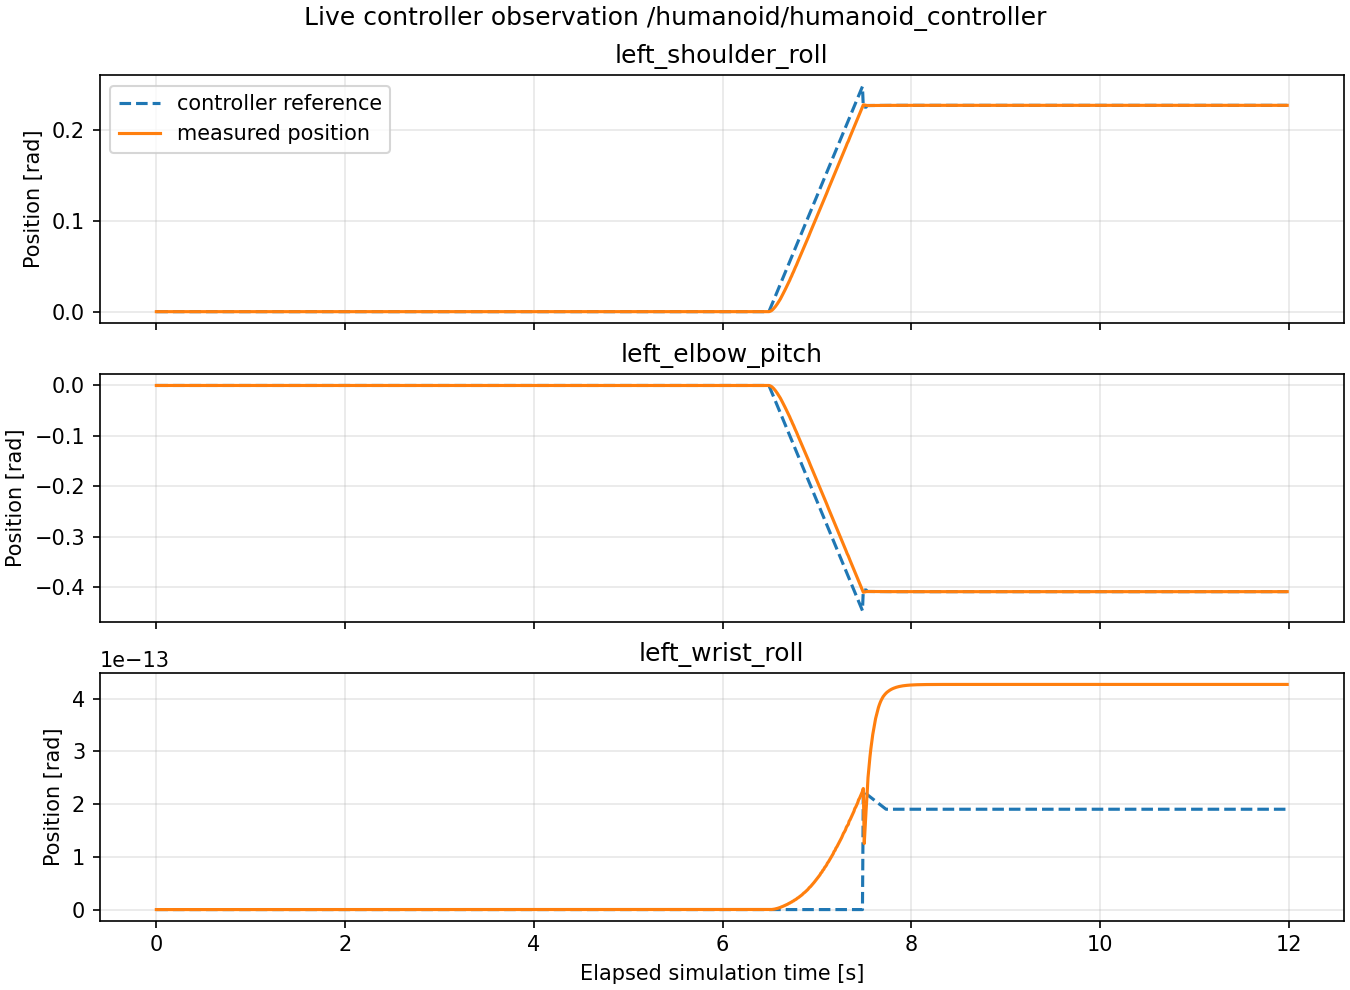 Live controller observation /humanoid/humanoid_controller
left_shoulder_roll
controller reference
measured position
Position [rad]
0.2
0.1
0.0
left_elbow_pitch
Position [rad]
0.0
−0.1
−0.2
−0.3
−0.4
left_wrist_roll
1e−13
Position [rad]
4
3
2
1
0
0 2 4 6 8 10 12
Elapsed simulation time [s]